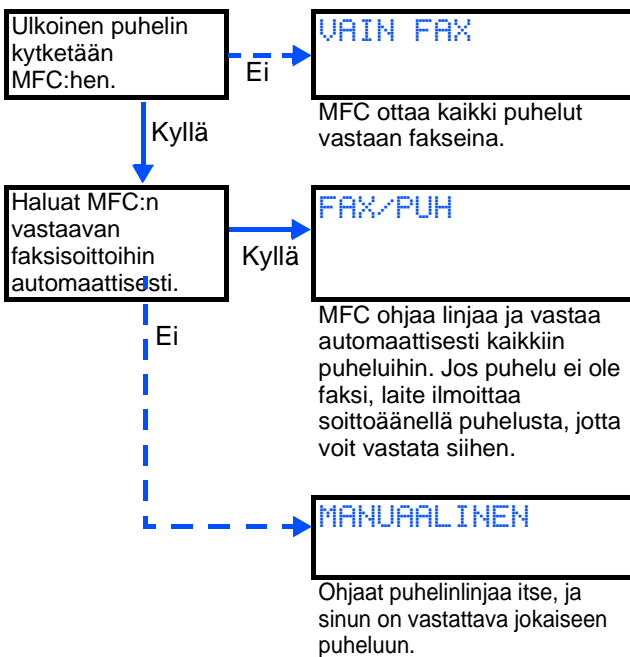 Ulkoinen puhelin
kytketään
MFC:hen.
Ei
VAIN FAX
MFC ottaa kaikki puhelut
vastaan fakseina.
Kyllä
Haluat MFC:n
vastaavan
faksisoittoihin
automaattisesti.
Kyllä
FAX/PUH
MFC ohjaa linjaa ja vastaa
automaattisesti kaikkiin
puheluihin. Jos puhelu ei ole
faksi, laite ilmoittaa
soittoäänellä puhelusta, jotta
voit vastata siihen.
Ei
MANUAALINEN
Ohjaat puhelinlinjaa itse, ja
sinun on vastattava jokaiseen
puheluun.